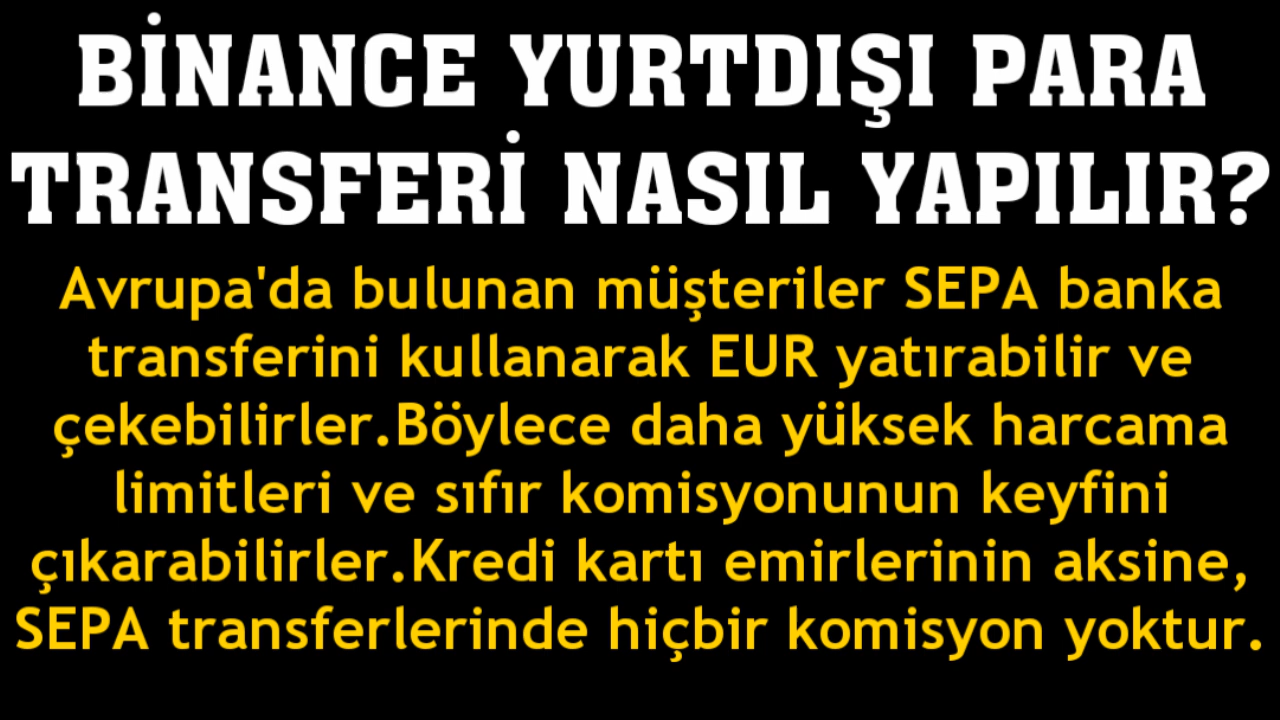 BİNANCE YURTDIŞI PARA
TRANSFERİ NASIL YAPILIR?
Avrupa'da bulunan müşteriler SEPA banka
transferini kullanarak EUR yatırabilir ve
çekebilirler.Böylece daha yüksek harcama
limitleri ve sıfır komisyonunun keyfini
çıkarabilirler.Kredi kartı emirlerinin aksine,
SEPA transferlerinde hiçbir komisyon yoktur.